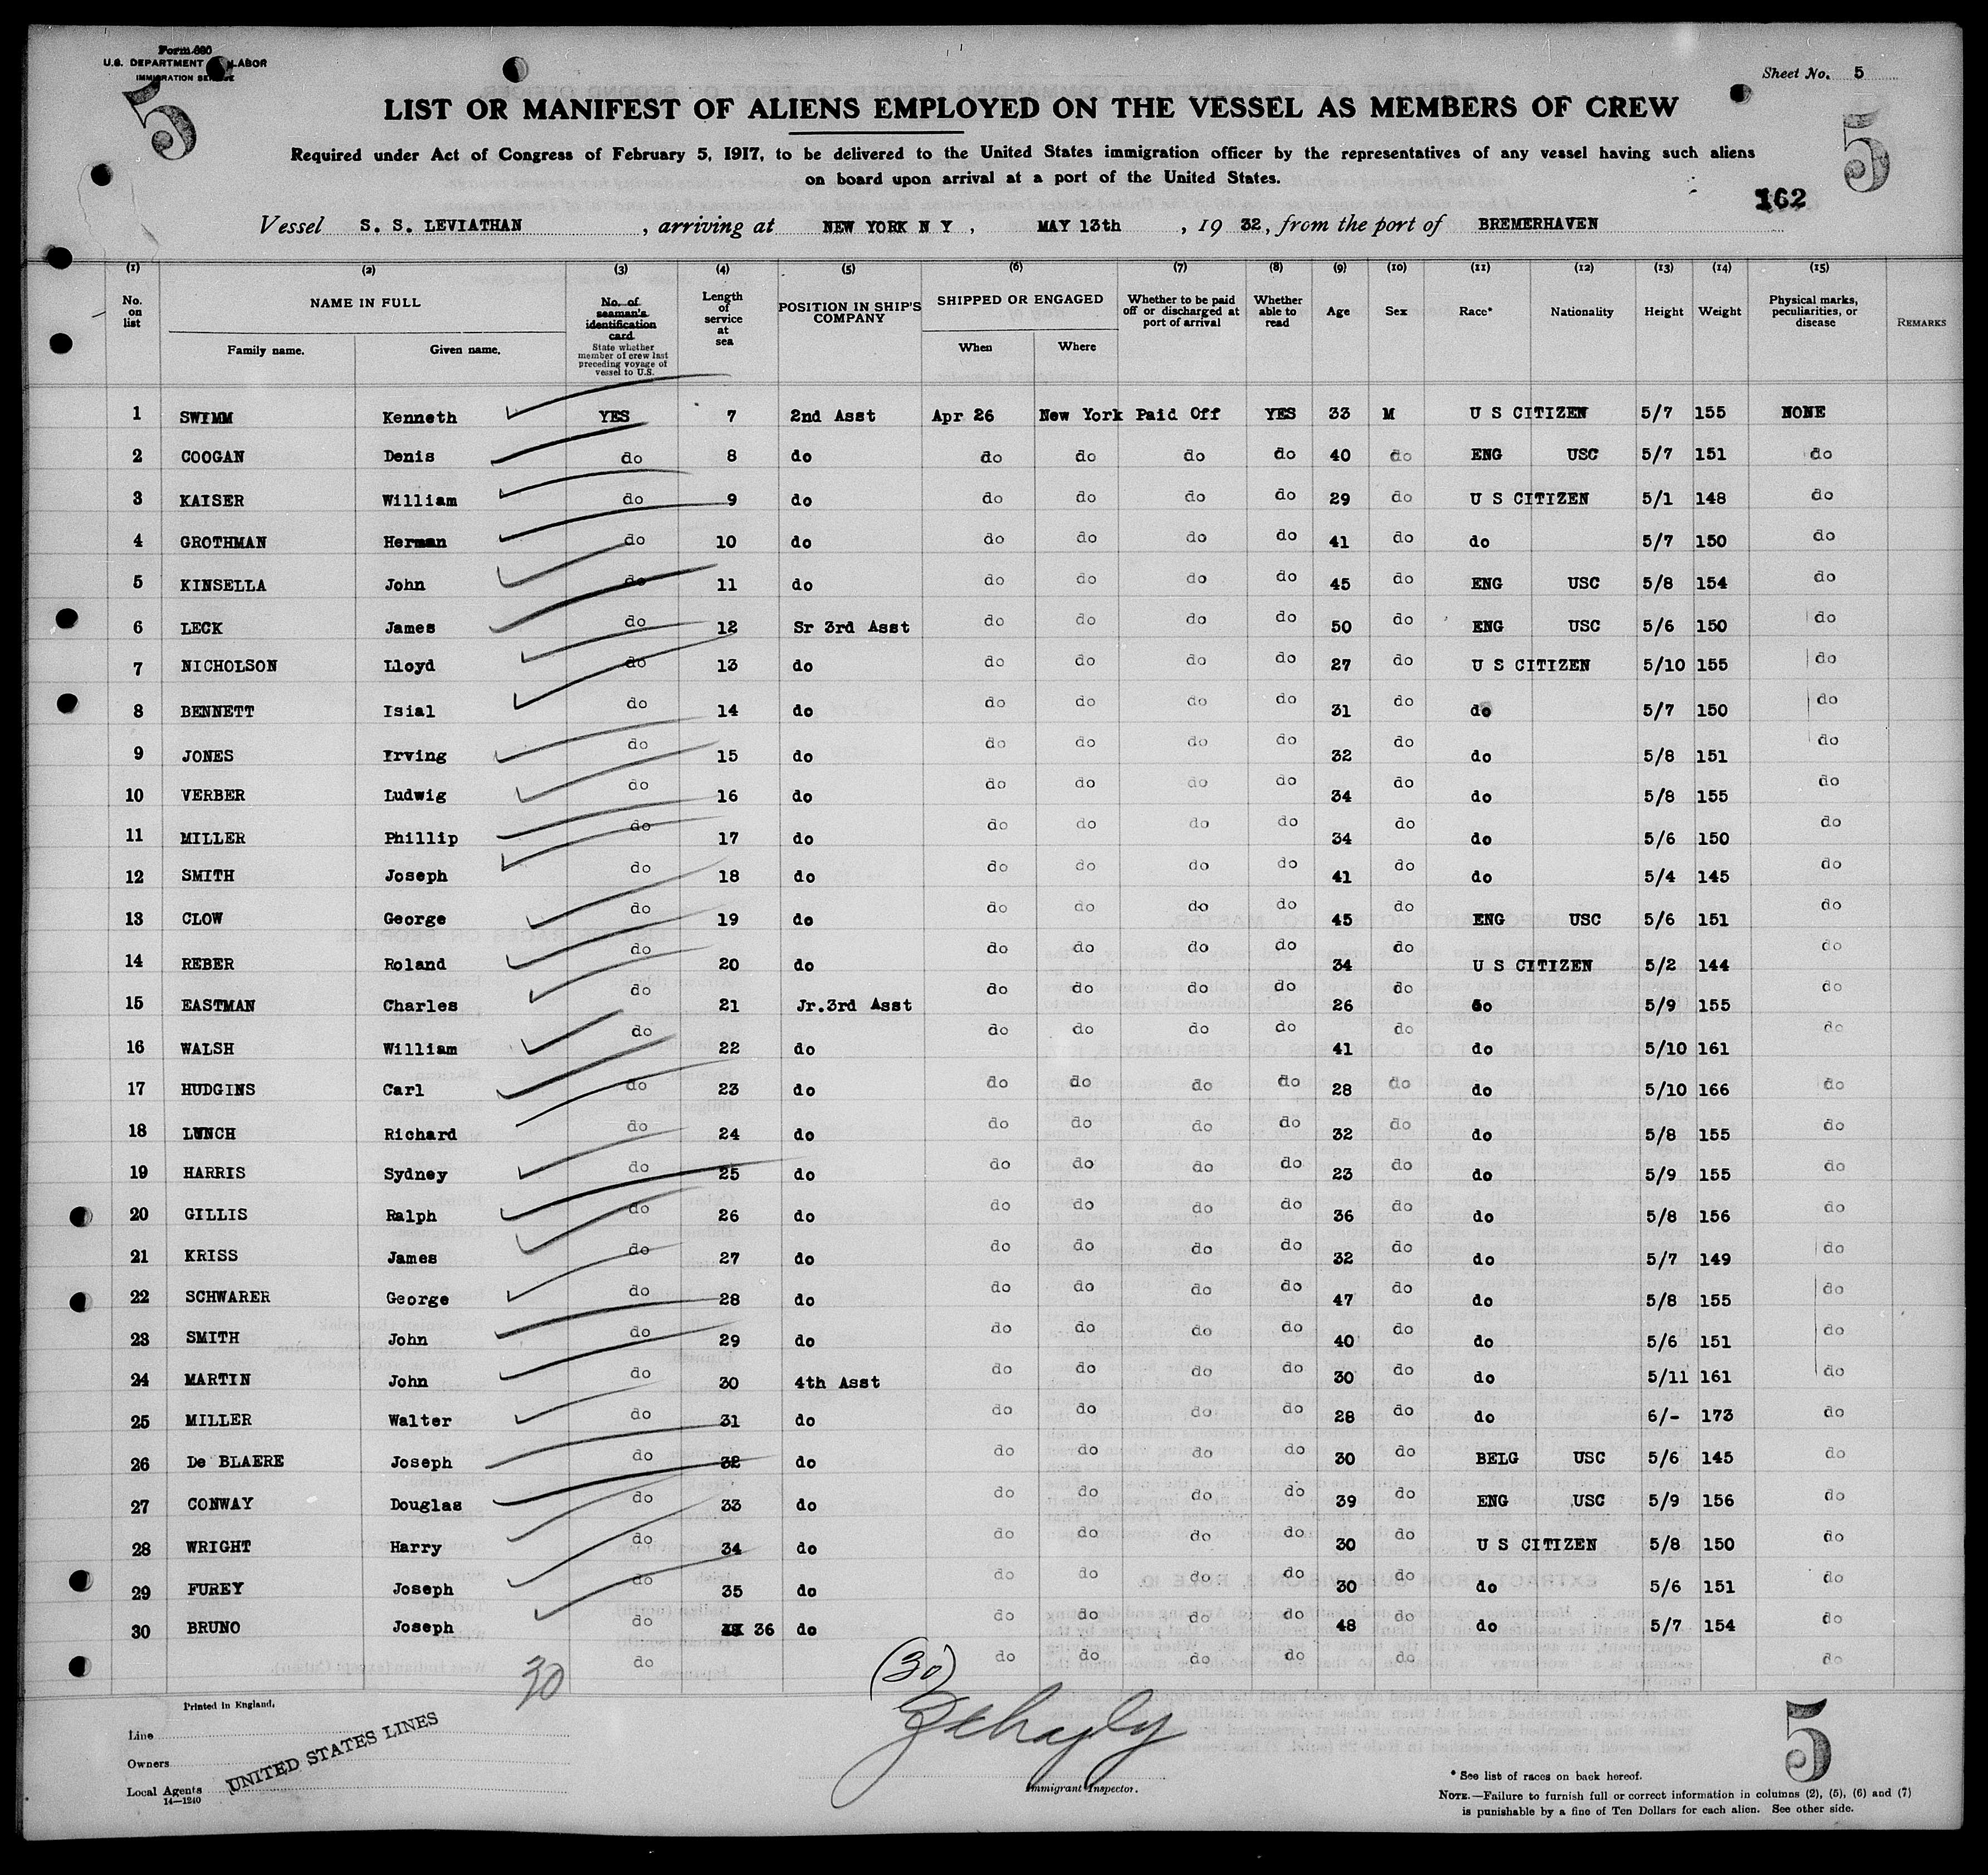 Form 680
U.S. DEPARTMENT LABOR
IMMIGRATION SERVICE
5
Sheet No. 5
LIST OR MANIFEST OF ALIENS EMPLOYED ON THE VESSEL AS MEMBERS OF CREW
5
Required under Act of Congress of February 5, 1917, to be delivered to the United States immigration officer by the representatives of any vessel having such aliens
on board upon arrival at a port of the United States.
162
Vessel S. S. LEVIATHAN , arriving at NEW YORK N Y , MAY 13th , 19 32, from the port of BREMERHAVEN
(1) (2) (3) (4) (5) (6) (7) (8) (9) (10) (11) (12) (13) (14) (15)
No. on list NAME IN FULL Family name. Given name. No. of seaman's identification card State whether member of crew last preceding voyage of vessel to U.S. Length of service at sea POSITION IN SHIP'S COMPANY SHIPPED OR ENGAGED When Where Whether to be paid off or discharged at port of arrival Whether able to read Age Sex Race* Nationality Height Weight Physical marks, peculiarities, or disease REMARKS
1 SWIMM Kenneth YES 7 2nd Asst Apr 26 New York Paid Off YES 33 M U S CITIZEN 5/7 155 NONE
2 COOGAN Denis do 8 do do do do do 40 do ENG USC 5/7 151 do
3 KAISER William do 9 do do do do do 29 do U S CITIZEN 5/1 148 do
4 GROTHMAN Herman do 10 do do do do do 41 do do 5/7 150 do
5 KINSELLA John do 11 do do do do do 45 do ENG USC 5/8 154 do
6 LECK James do 12 Sr 3rd Asst do do do do 50 do ENG USC 5/6 150 do
7 NICHOLSON Lloyd do 13 do do do do do 27 do U S CITIZEN 5/10 155 do
8 BENNETT Isial do 14 do do do do do 31 do do 5/7 150 do
9 JONES Irving do 15 do do do do do 32 do do 5/8 151 do
10 VERBER Ludwig do 16 do do do do do 34 do do 5/8 155 do
11 MILLER Phillip do 17 do do do do do 34 do do 5/6 150 do
12 SMITH Joseph do 18 do do do do do 41 do do 5/4 145 do
13 CLOW George do 19 do do do do do 45 do ENG USC 5/6 151 do
14 REBER Roland do 20 do do do do do 34 do U S CITIZEN 5/2 144 do
15 EASTMAN Charles do 21 Jr.3rd Asst do do do do 26 do do 5/9 155 do
16 WALSH William do 22 do do do do do 41 do do 5/10 161 do
17 HUDGINS Carl do 23 do do do do do 28 do do 5/10 166 do
18 LYNCH Richard do 24 do do do do do 32 do do 5/8 155 do
19 HARRIS Sydney do 25 do do do do do 23 do do 5/9 155 do
20 GILLIS Ralph do 26 do do do do do 36 do do 5/8 156 do
21 KRISS James do 27 do do do do do 32 do do 5/7 149 do
22 SCHWARER George do 28 do do do do do 47 do do 5/8 155 do
23 SMITH John do 29 do do do do do 40 do do 5/6 151 do
24 MARTIN John do 30 4th Asst do do do do 30 do do 5/11 161 do
25 MILLER Walter do 31 do do do do do 28 do do 6/- 173 do
26 De BLAERE Joseph do 32 do do do do do 30 do BELG USC 5/6 145 do
27 CONWAY Douglas do 33 do do do do do 39 do ENG USC 5/9 156 do
28 WRIGHT Harry do 34 do do do do do 30 do U S CITIZEN 5/8 150 do
29 FUREY Joseph do 35 do do do do do 30 do do 5/6 151 do
30 BRUNO Joseph do 36 do do do do do 48 do do 5/7 154 do
do do do do do do do
30 (30)
Printed in England.
Line
Owners
Local Agents
UNITED STATES LINES
14—1240
Immigrant Inspector.
5
* See list of races on back hereof.
NOTE.—Failure to furnish full or correct information in columns (2), (5), (6) and (7)
is punishable by a fine of Ten Dollars for each alien. See other side.